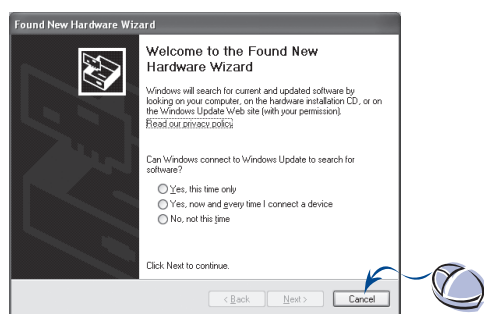 Found New Hardware Wizard
Welcome to the Found New
Hardware Wizard
Windows will search for current and updated software by
looking on your computer, on the hardware installation CD, or on
the Windows Update Web site (with your permission).
Read our privacy policy
Can Windows connect to Windows Update to search for
software?
Yes, this time only
Yes, now and every time I connect a device
No, not this time
Click Next to continue.
< Back Next > Cancel